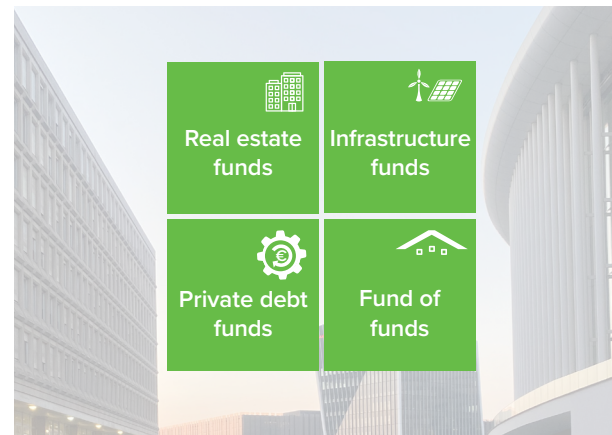 Real estate
funds
Infrastructure
funds
€
Private debt
funds
Fund of
funds